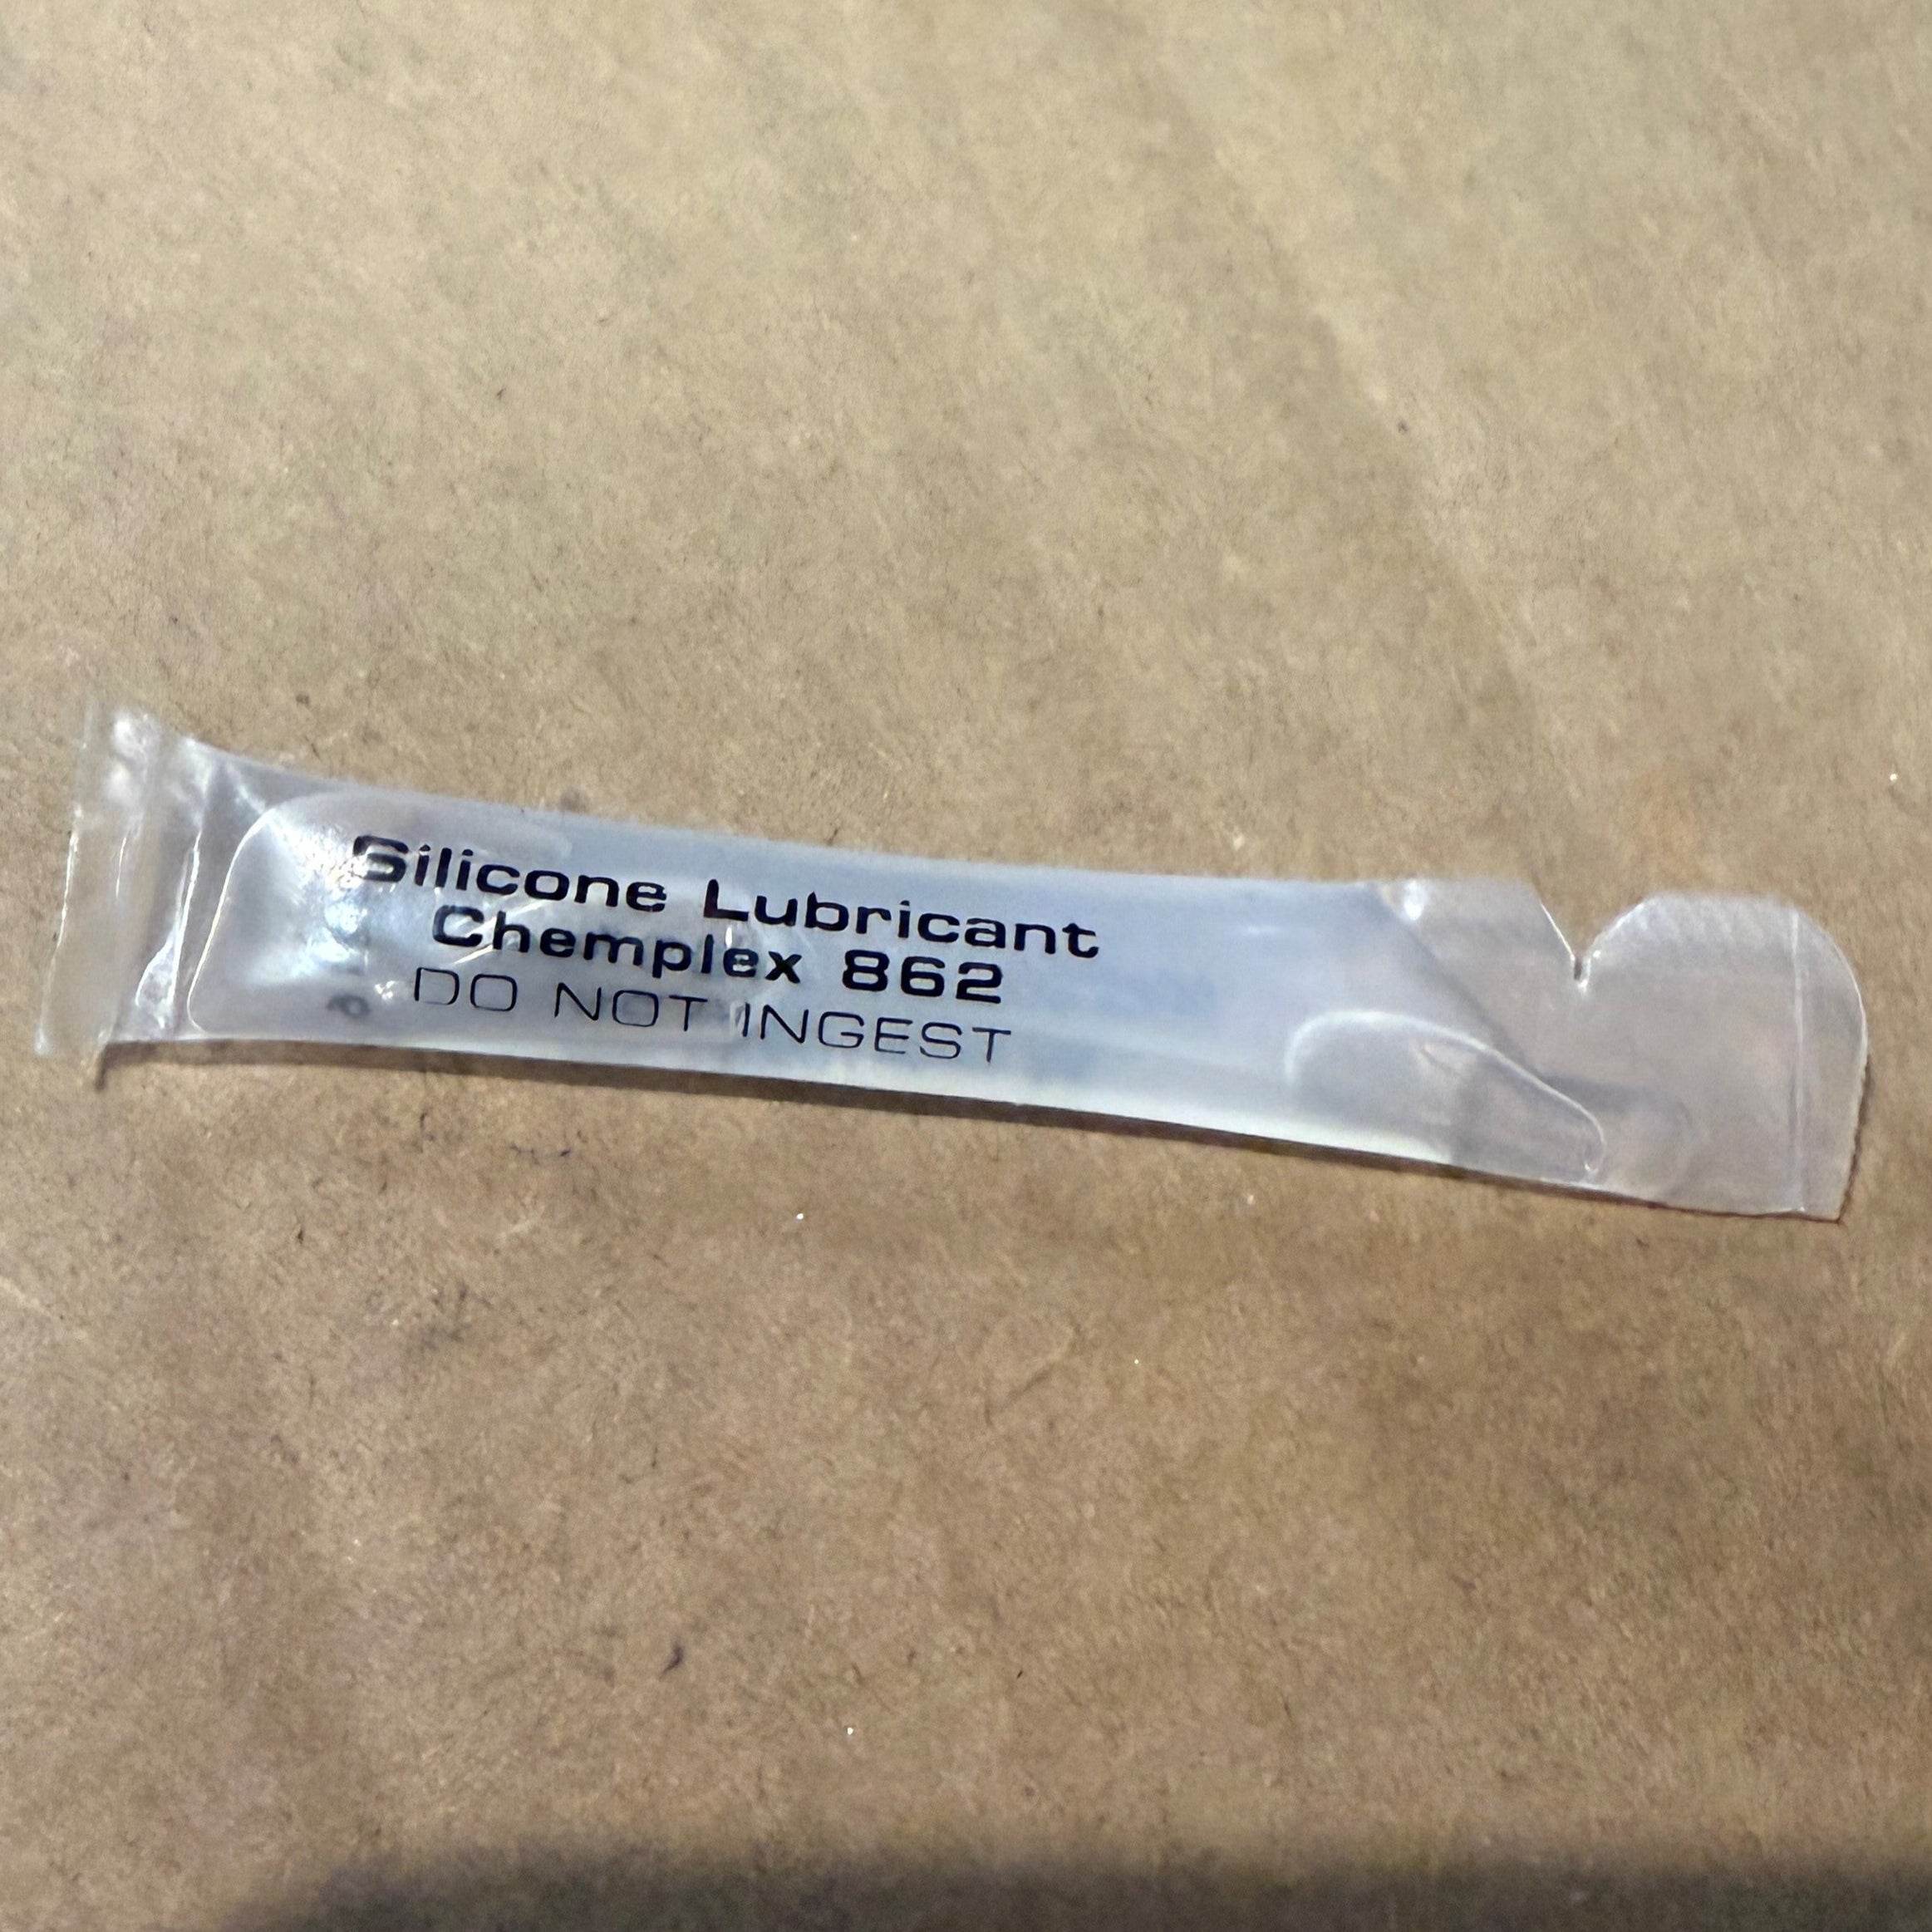 Silicone Lubricant
Chemplex 862
DO NOT INGEST